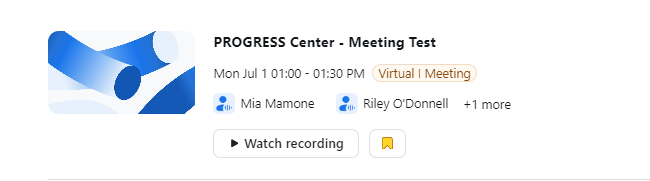 PROGRESS Center - Meeting Test
Mon Jul 1 01:00 - 01:30 PM Virtual I Meeting
Mia Mamone Riley O'Donnell +1 more
Watch recording